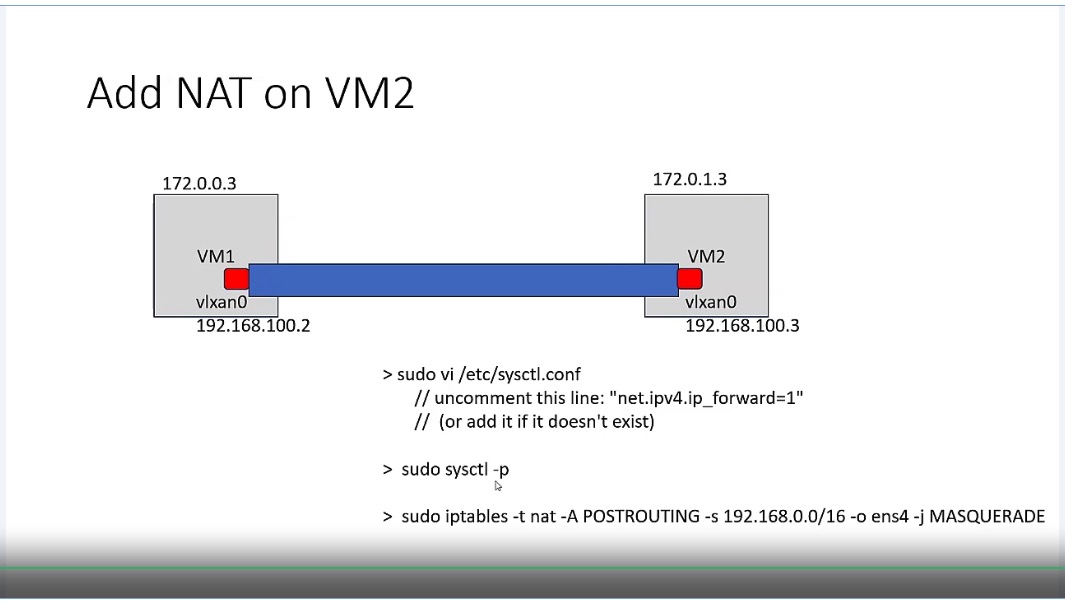 Add NAT on VM2
172.0.0.3
172.0.1.3
VM1
VM2
vlxan0
vlxan0
192.168.100.2
192.168.100.3
> sudo vi /etc/sysctl.conf
// uncomment this line: "net.ipv4.ip_forward=1"
// (or add it if it doesn't exist)
> sudo sysctl -p
> sudo iptables -t nat -A POSTROUTING -s 192.168.0.0/16 -o ens4 -j MASQUERADE